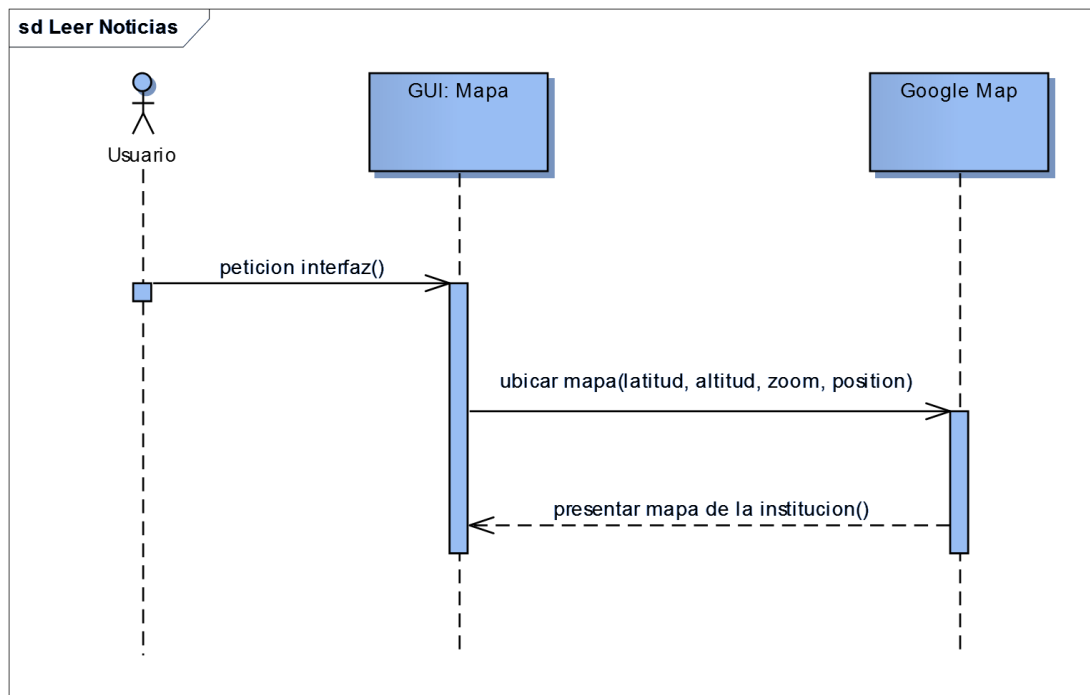 sd Leer Noticias
GUI: Mapa
Google Map
Usuario
peticion interfaz()
ubicar mapa(latitud, altitud, zoom, position)
presentar mapa de la institucion()